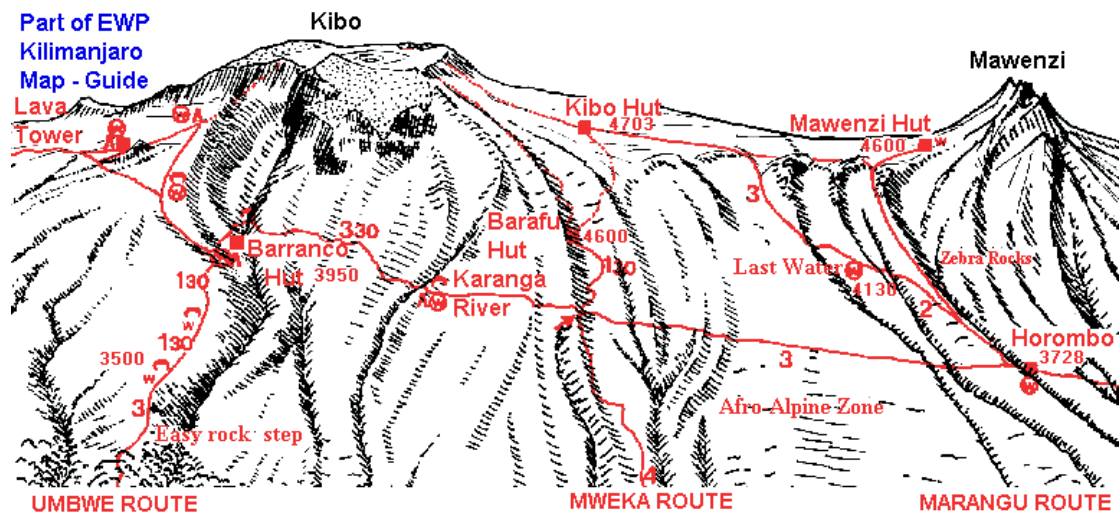 Part of EWP
Kilimanjaro
Map - Guide
Kibo
Mawenzi
Lava
Tower
W A
W
A
Kibo Hut
4703
Mawenzi Hut
4600
w
W
3
Barranco
Hut
3950
330
Barafu
Hut
4600
130
Karanga
River
A W
Last Water
W
4130
Zebra Rocks
2
Horombo
3728
W
130
w
130
3500
w
3
Easy rock step
3
Afro-Alpine Zone
4
UMBWE ROUTE
MWEKA ROUTE
MARANGU ROUTE